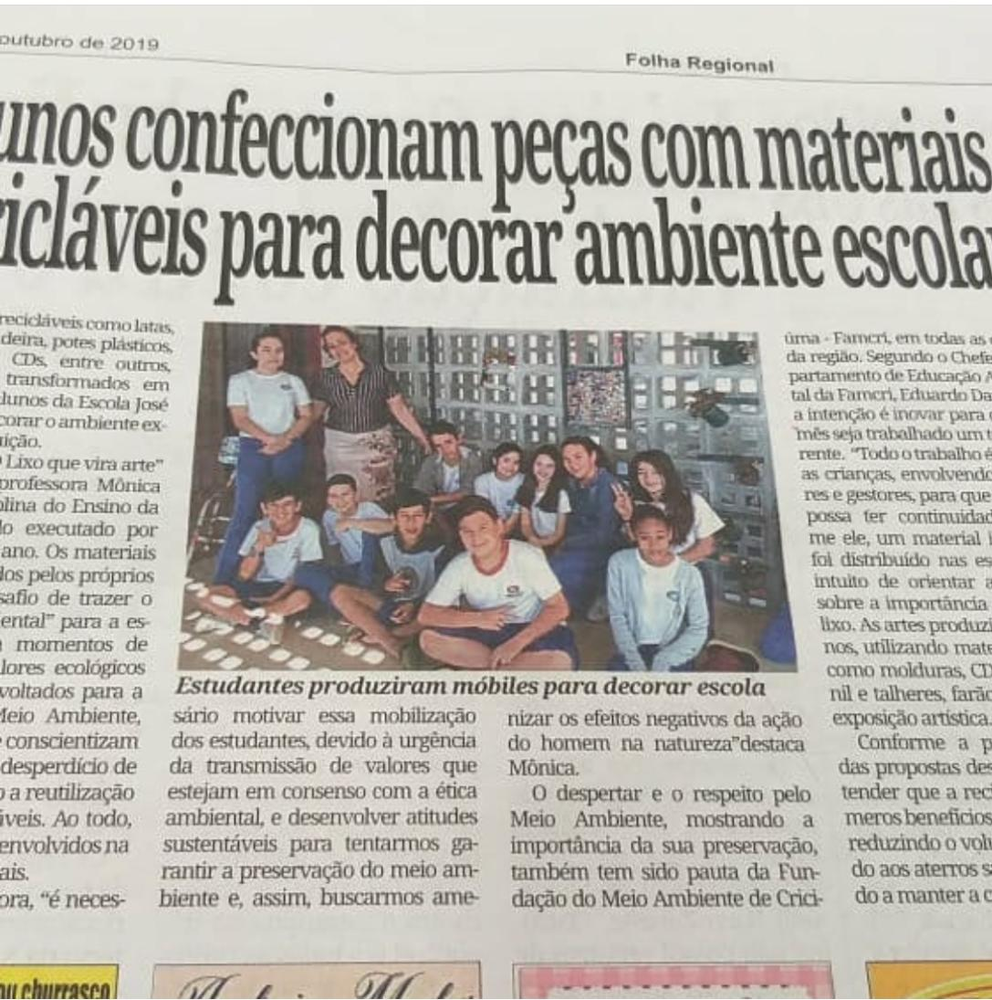 outubro de 2019
Folha Regional
unos confeccionam peças com materiais
icláveis para decorar ambiente escola
recicláveis como latas,
deira, potes plásticos,
CDs, entre outros,
transformados em
lunos da Escola José
corar o ambiente ex-
uição.
Lixo que vira arte”
professora Mônica
plina do Ensino da
do executado por
ano. Os materiais
dos pelos próprios
safio de trazer o
ental” para a es-
momentos de
lores ecológicos
voltados para a
Meio Ambiente,
conscientizam
desperdício de
o a reutilização
iveis. Ao todo,
envolvidos na
ais.
ora, “é neces-
Estudantes produziram móbiles para decorar escola
sário motivar essa mobilização
dos estudantes, devido à urgência
da transmissão de valores que
estejam em consenso com a ética
ambiental, e desenvolver atitudes
sustentáveis para tentarmos ga-
rantir a preservação do meio am-
biente e, assim, buscarmos ame-
nizar os efeitos negativos da ação
do homem na natureza”destaca
Mônica.
O despertar e o respeito pelo
Meio Ambiente, mostrando a
importância da sua preservação,
também tem sido pauta da Fun-
dação do Meio Ambiente de Crici-
úma - Famcri, em todas as
da região. Segundo o Chefe
partamento de Educação A
tal da Famcri, Eduardo Da
a intenção é inovar para
mês seja trabalhado um
rente. “Todo o trabalho é
as crianças, envolvendo
res e gestores, para que
possa ter continuidad
me ele, um material
foi distribuído nas es
intuito de orientar a
sobre a importância
lixo. As artes produzi
nos, utilizando mate
como molduras, CD
nil e talheres, farão
exposição artística.
Conforme a p
das propostas des
tender que a rec
meros benefícios
reduzindo o vol
do aos aterros s
do a manter a c
ou churrasco